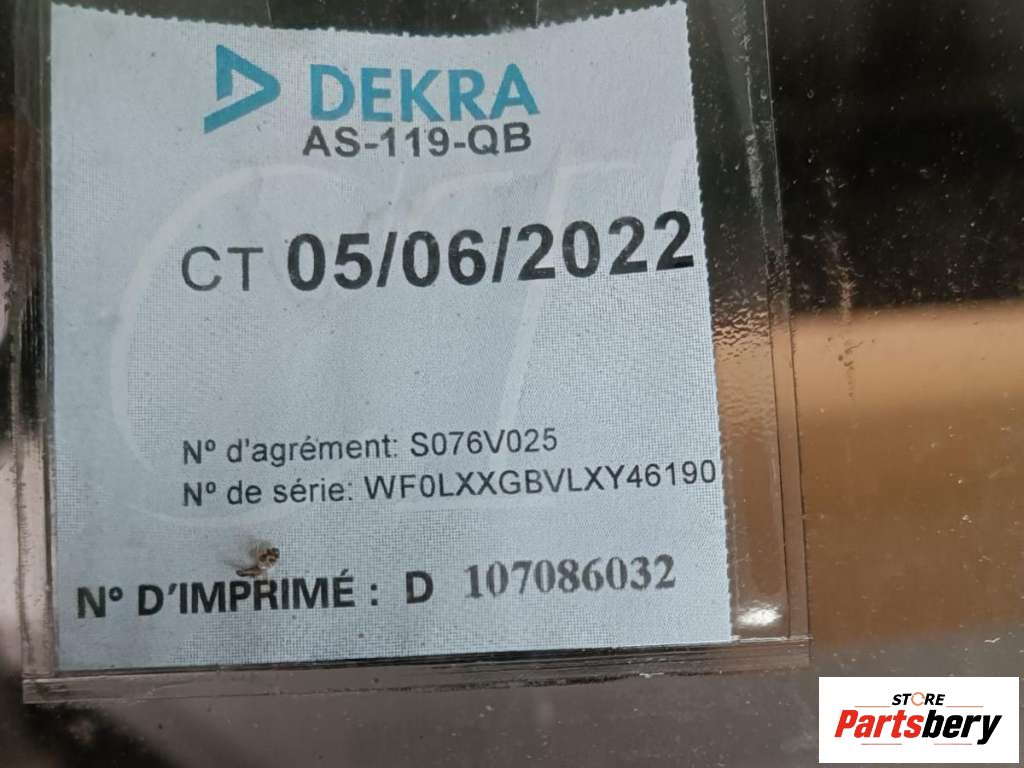 DEKRA
AS-119-QB
CT 05/06/2022
N° d'agrément: S076V025
N° de série: WF0LXXGBVLXY46190
N° D'IMPRIMÉ : D 107086032
STORE
Partsbery